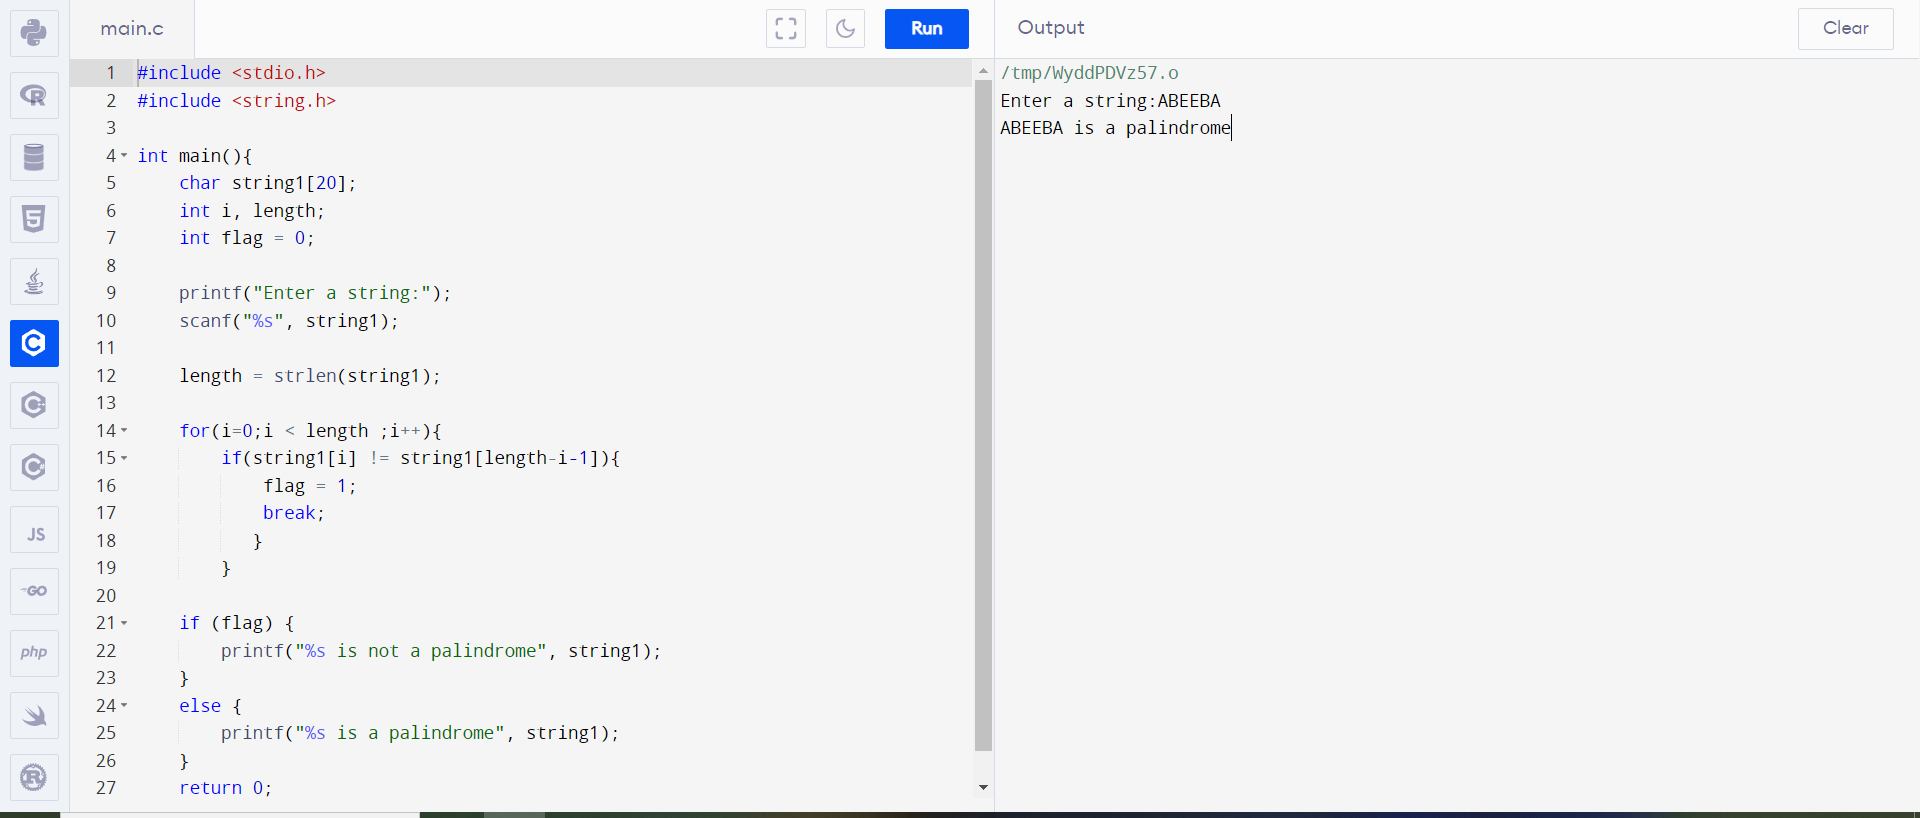 main.c
Run
Output
Clear
1 #include <stdio.h>
2 #include <string.h>
3
4 int main(){
5     char string1[20];
6     int i, length;
7     int flag = 0;
8
9     printf("Enter a string:");
10     scanf("%s", string1);
11
12     length = strlen(string1);
13
14     for(i=0;i < length ;i++){
15         if(string1[i] != string1[length-i-1]){
16             flag = 1;
17             break;
18            }
19         }
20
21     if (flag) {
22         printf("%s is not a palindrome", string1);
23     }
24     else {
25         printf("%s is a palindrome", string1);
26     }
27     return 0;
/tmp/WyddPDVz57.o
Enter a string:ABEEBA
ABEEBA is a palindrome
R
5
C
C
C
JS
GO
php
R